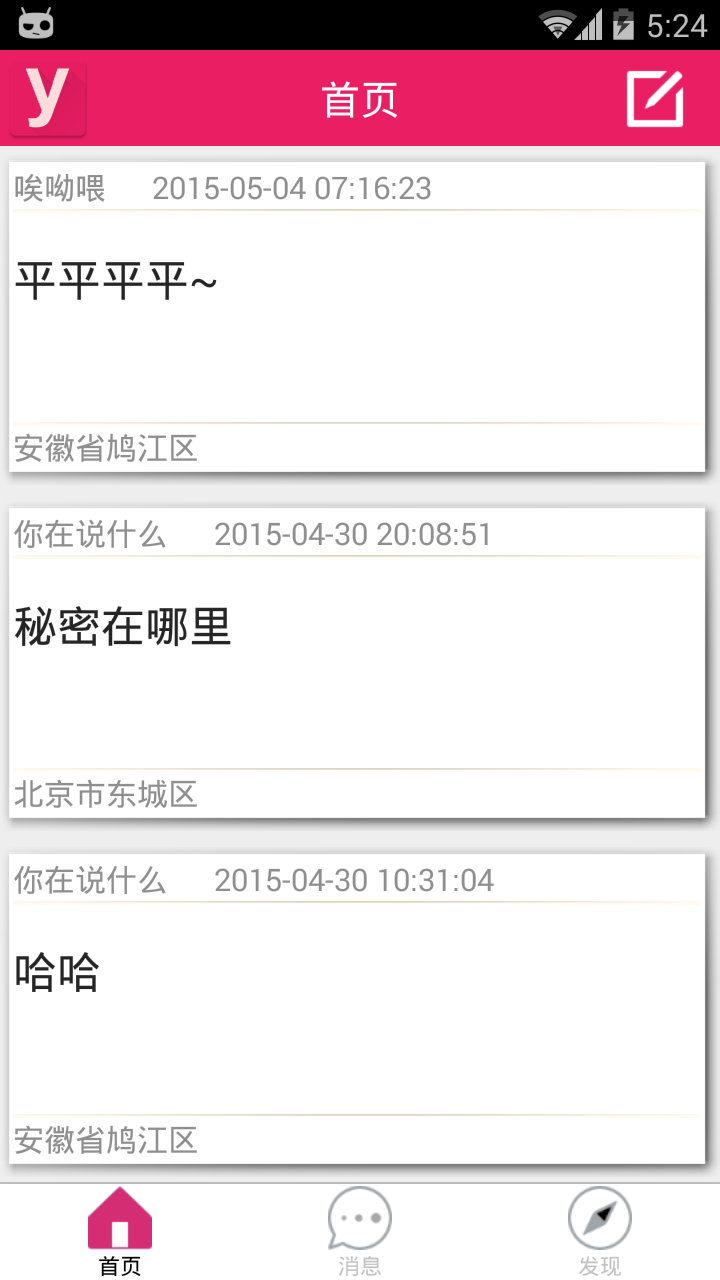 5:24
y
首页
唉呦喂 2015-05-04 07:16:23
平平平平~
安徽省鸠江区
你在说什么 2015-04-30 20:08:51
秘密在哪里
北京市东城区
你在说什么 2015-04-30 10:31:04
哈哈
安徽省鸠江区
首页 消息 发现